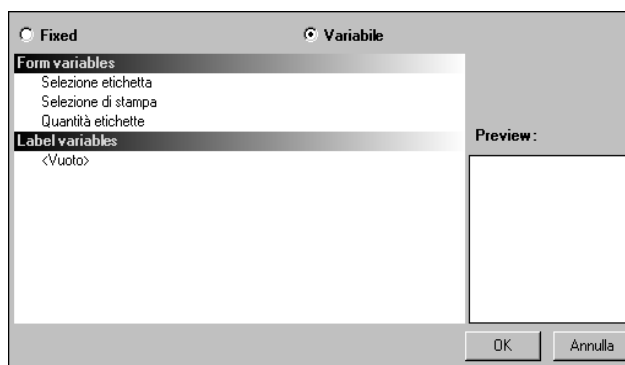 Fixed
Variabile
Form variables
Selezione etichetta
Selezione di stampa
Quantità etichette
Label variables
<Vuoto>
Preview:
OK
Annulla